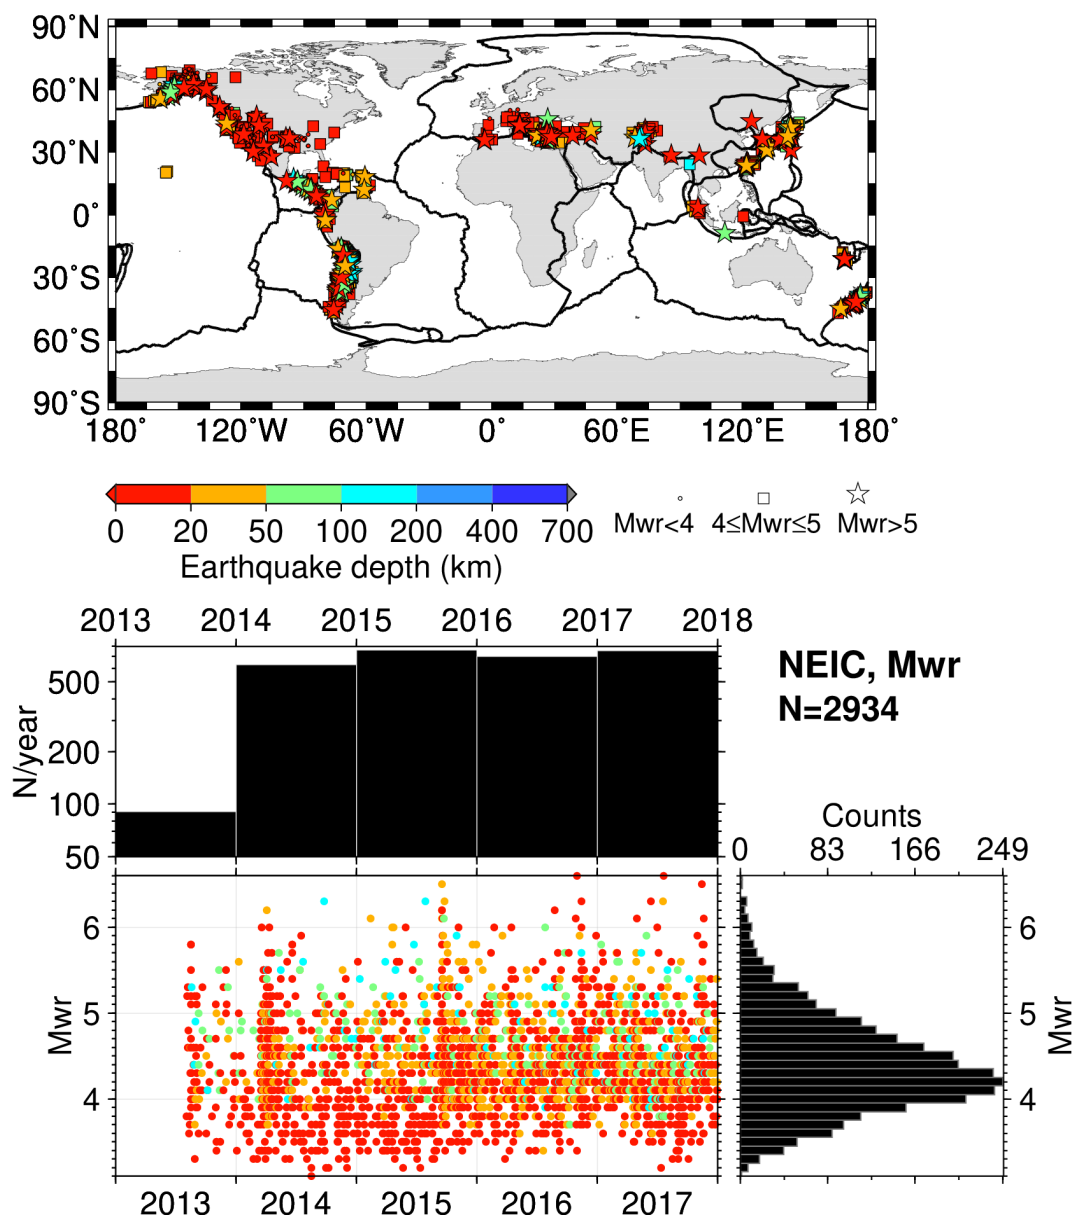 90˚N
60˚N
30˚N
0˚
30˚S
60˚S
90˚S
180˚ 120˚W 60˚W 0˚ 60˚E 120˚E 180˚
0 20 50 100 200 400 700
Earthquake depth (km)
Mwr<4 4≤Mwr≤5 Mwr>5
2013 2014 2015 2016 2017 2018
500
200
100
50
N/year
NEIC, Mwr
N=2934
Counts
0 83 166 249
6
5
4
Mwr
6
5
4
Mwr
2013 2014 2015 2016 2017